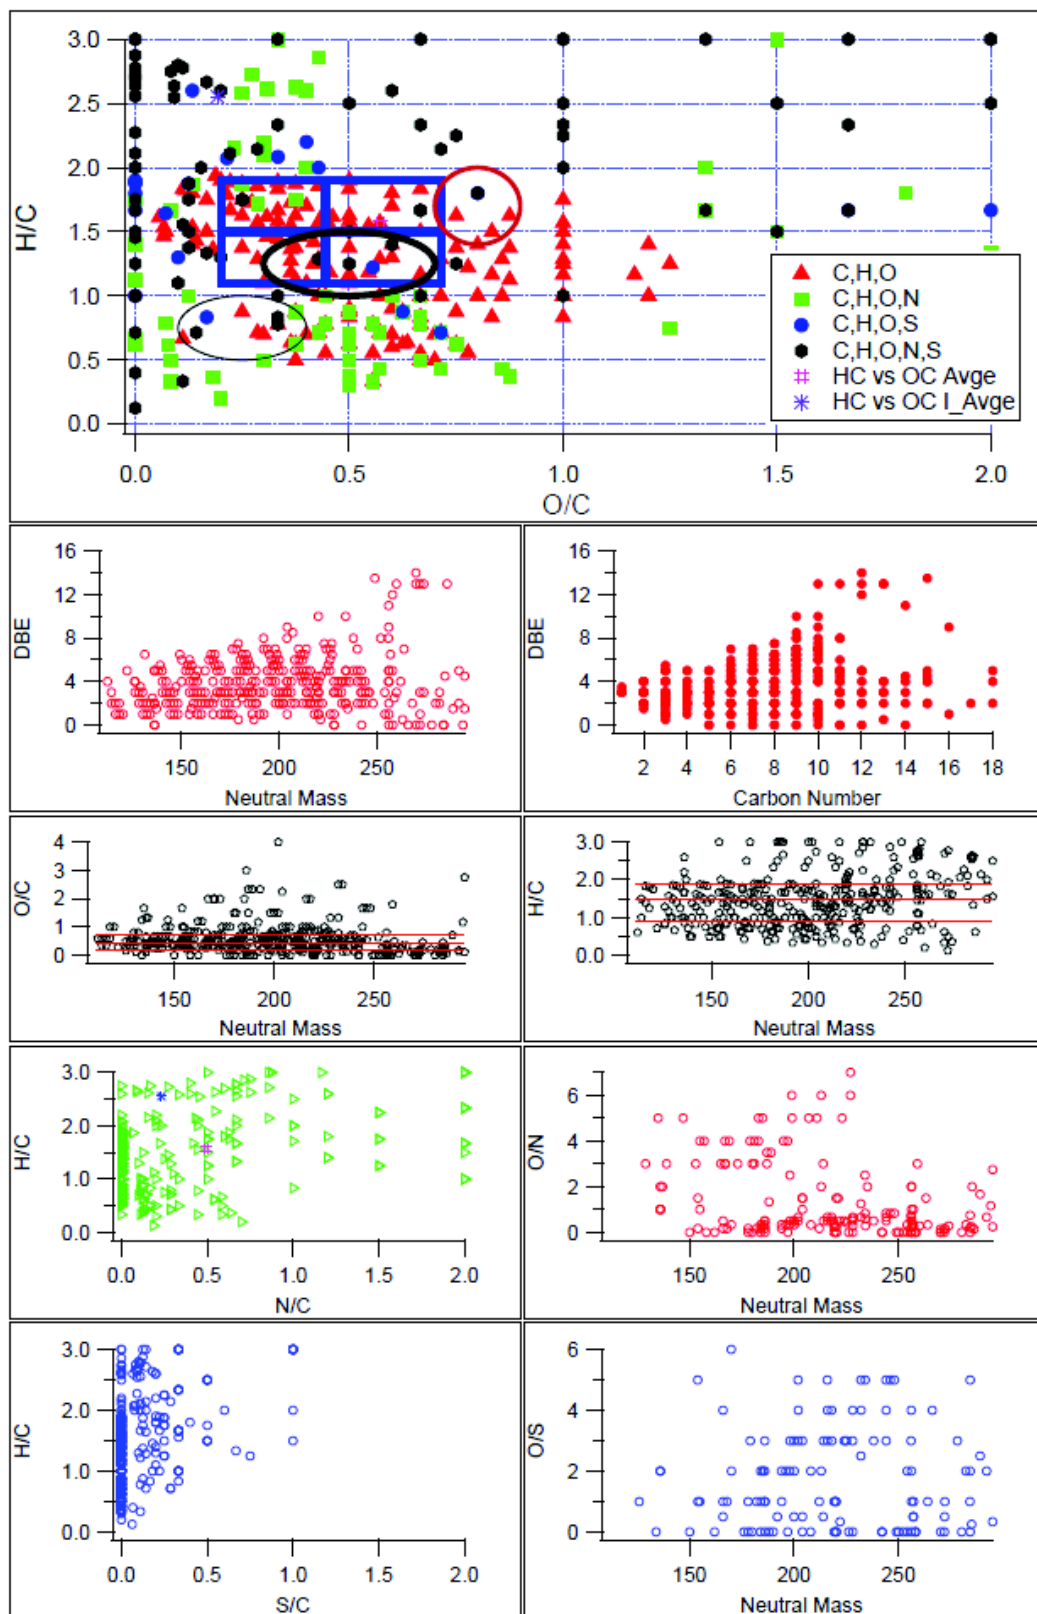 3.0
2.5
2.0
1.5
1.0
0.5
0.0
H/C
C,H,O
C,H,O,N
C,H,O,S
C,H,O,N,S
HC vs OC Avge
HC vs OC I_Avge
0.0 0.5 1.0 1.5 2.0
O/C
16
12
8
4
0
DBE
150 200 250
Neutral Mass
16
12
8
4
0
DBE
2 4 6 8 10 12 14 16 18
Carbon Number
4
3
2
1
0
O/C
150 200 250
Neutral Mass
3.0
2.0
1.0
0.0
H/C
150 200 250
Neutral Mass
3.0
2.0
1.0
0.0
H/C
0.0 0.5 1.0 1.5 2.0
N/C
6
4
2
0
O/N
150 200 250
Neutral Mass
3.0
2.0
1.0
0.0
H/C
0.0 0.5 1.0 1.5 2.0
S/C
6
4
2
0
O/S
150 200 250
Neutral Mass